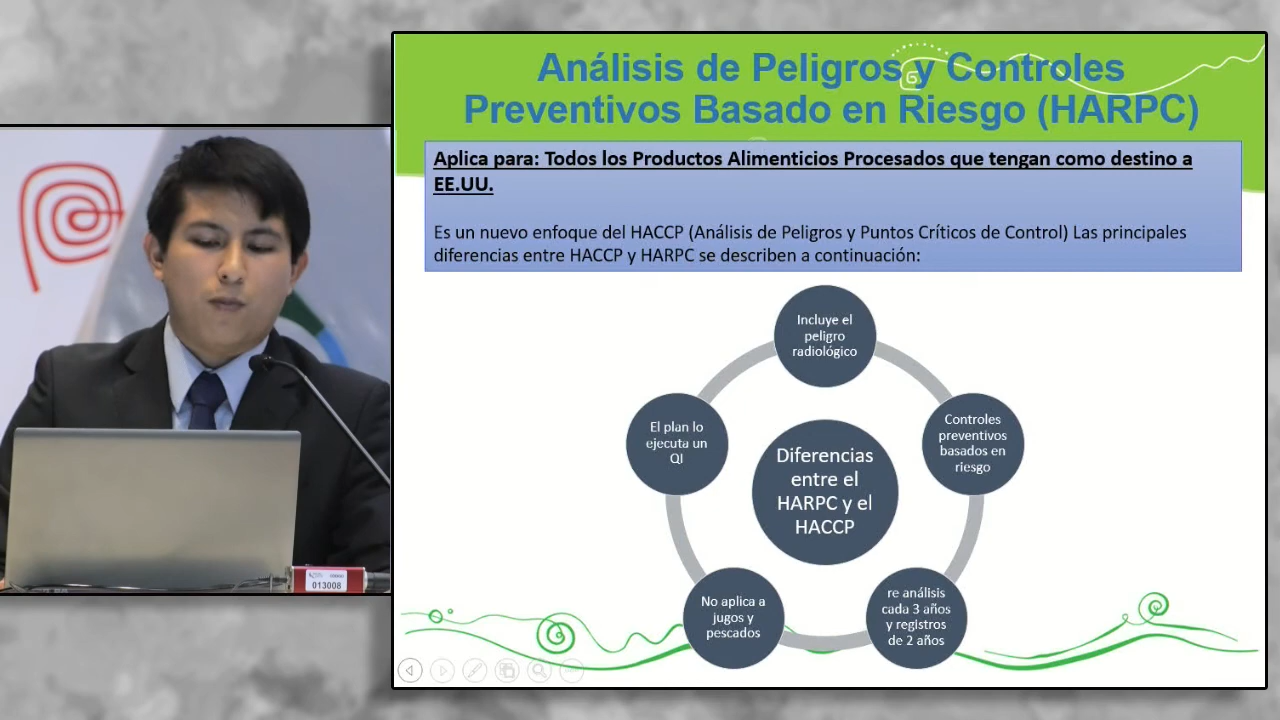 Análisis de Peligros y Controles
Preventivos Basado en Riesgo (HARPC)
Aplica para: Todos los Productos Alimenticios Procesados que tengan como destino a
EE.UU.
Es un nuevo enfoque del HACCP (Análisis de Peligros y Puntos Críticos de Control) Las principales
diferencias entre HACCP y HARPC se describen a continuación:
Incluye el
peligro
radiológico
Controles
preventivos
basados en
riesgo
re análisis
cada 3 años
y registros
de 2 años
No aplica a
jugos y
pescados
El plan lo
ejecuta un
QI
Diferencias
entre el
HARPC y el
HACCP
013008